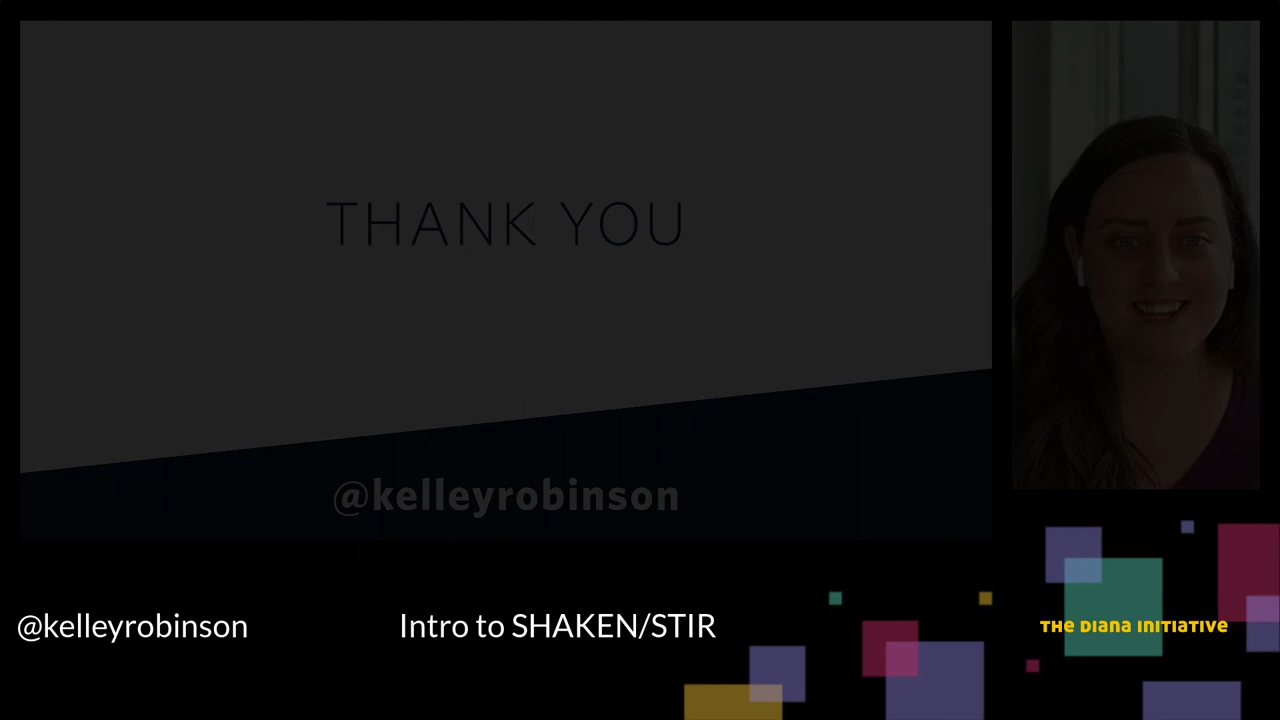 THANK YOU
@kelleyrobinson
@kelleyrobinson
Intro to SHAKEN/STIR
THE DIANA INITIATIVE